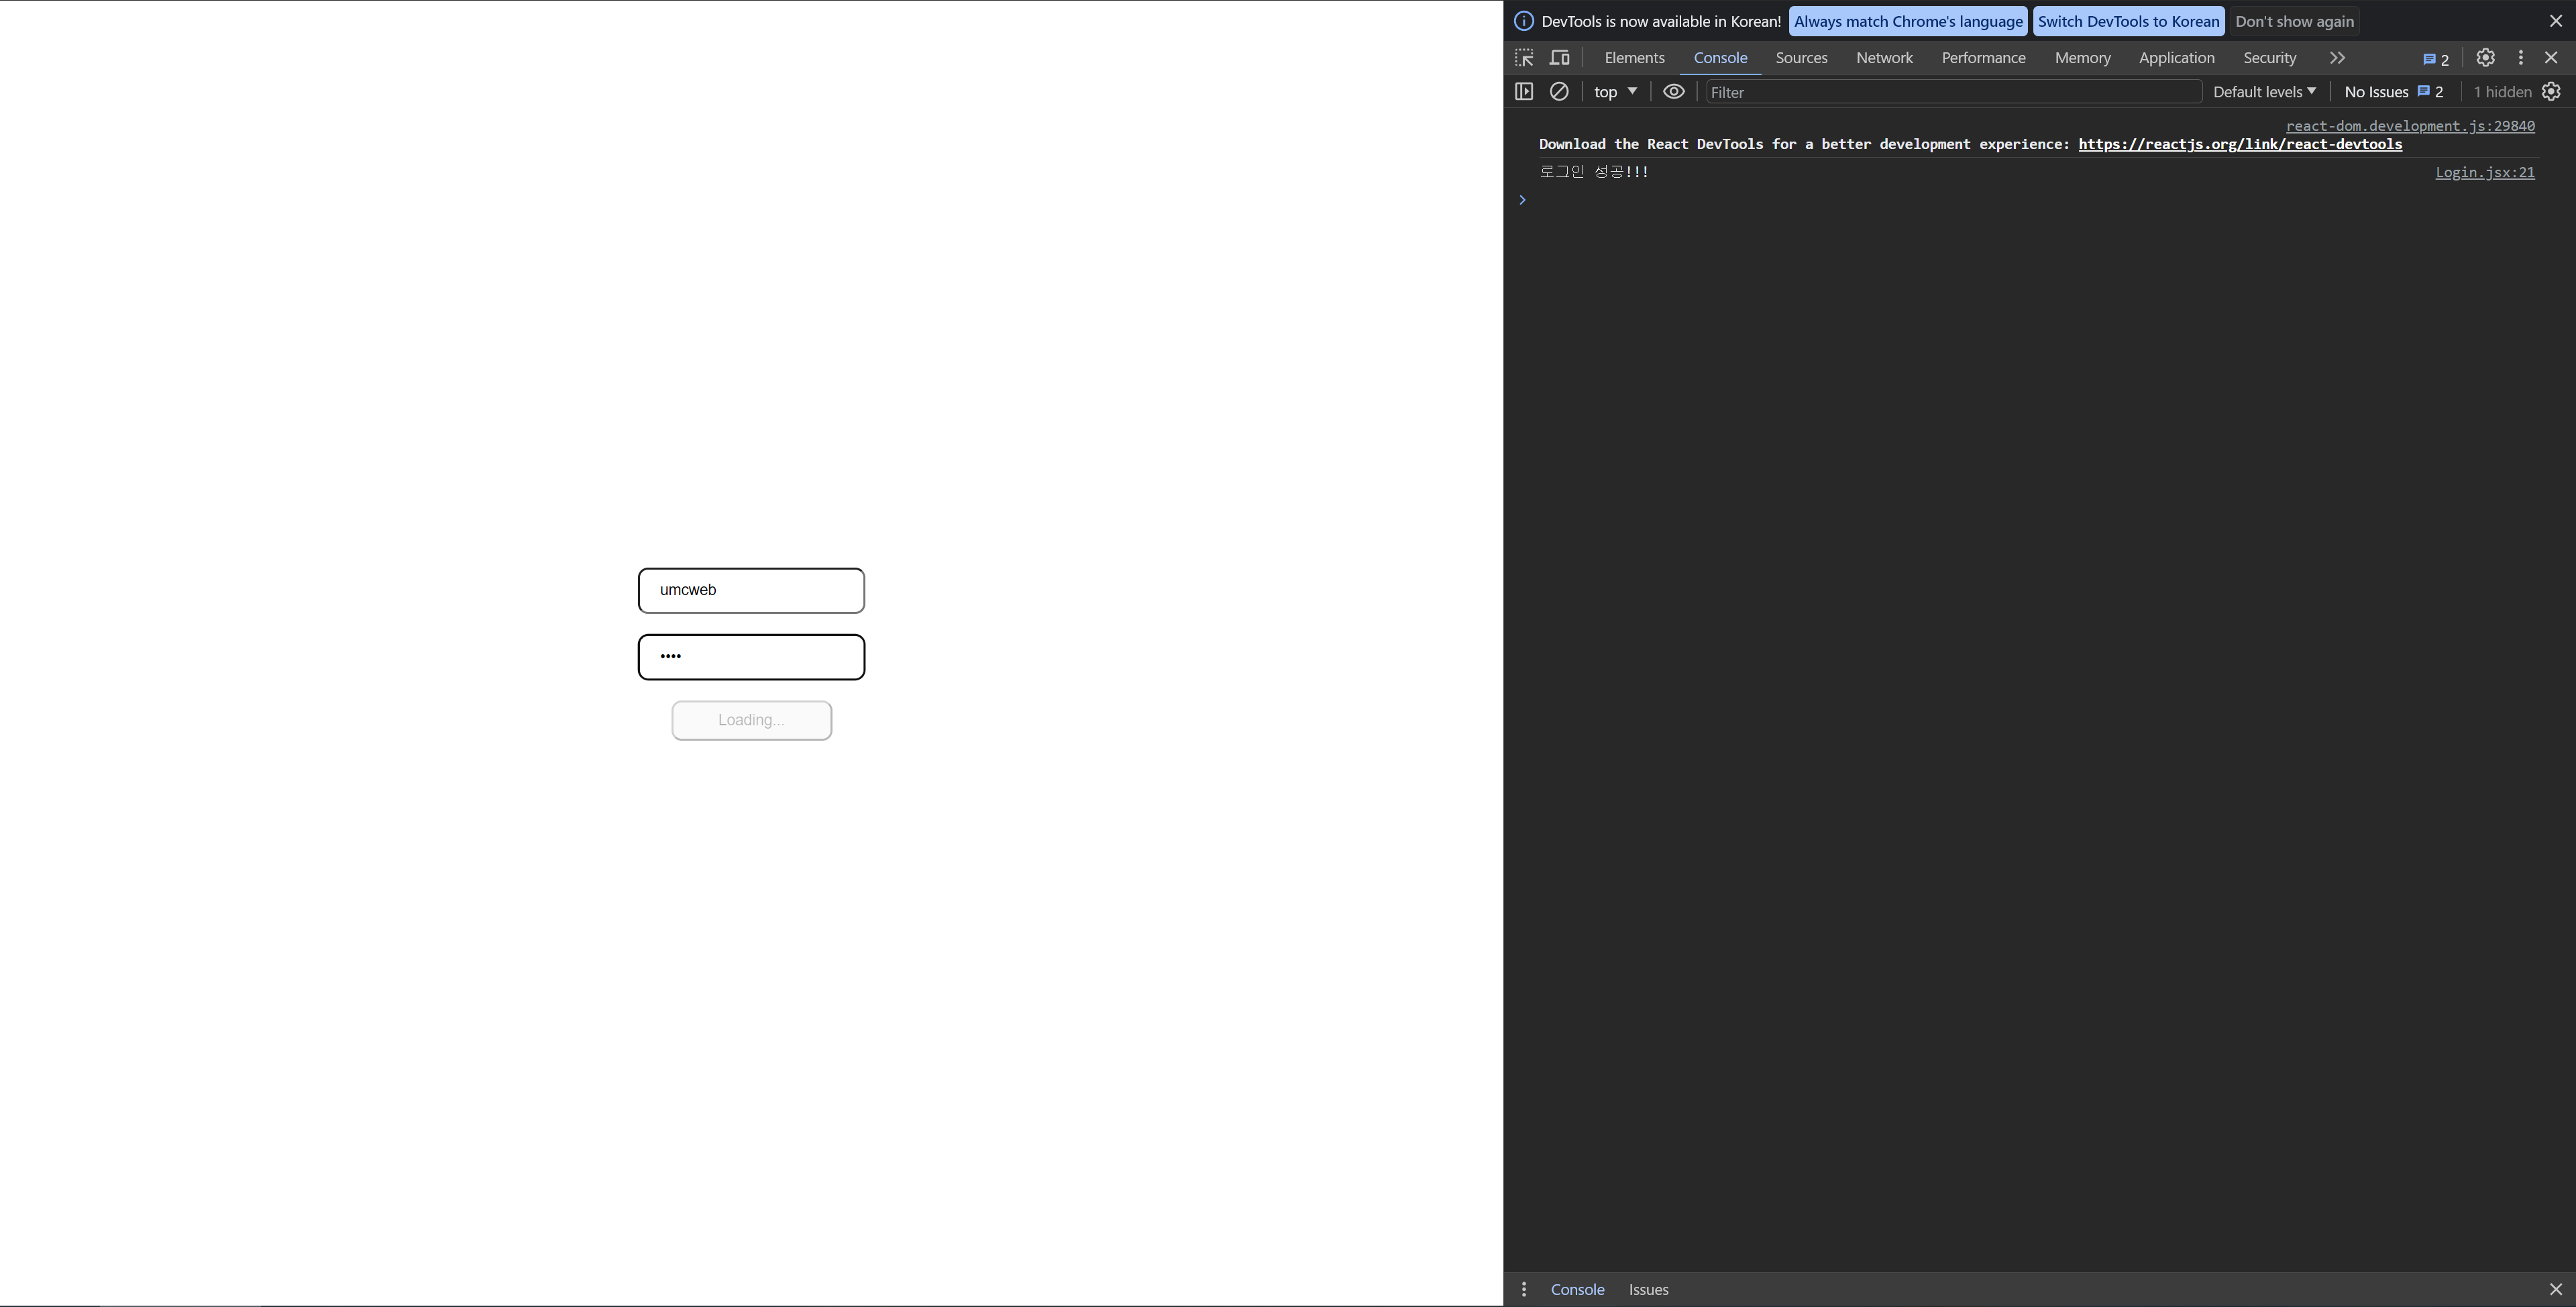 umcweb
••••
Loading...
DevTools is now available in Korean! Always match Chrome's language Switch DevTools to Korean Don't show again
Elements Console Sources Network Performance Memory Application Security 2
top Filter Default levels No Issues 2 1 hidden
react-dom.development.js:29840
Download the React DevTools for a better development experience: https://reactjs.org/link/react-devtools
로그인 성공!!! Login.jsx:21
Console Issues